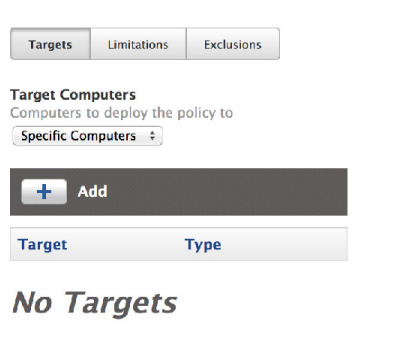 Targets Limitations Exclusions
Target Computers
Computers to deploy the policy to
Specific Computers
Add
Target Type
No Targets